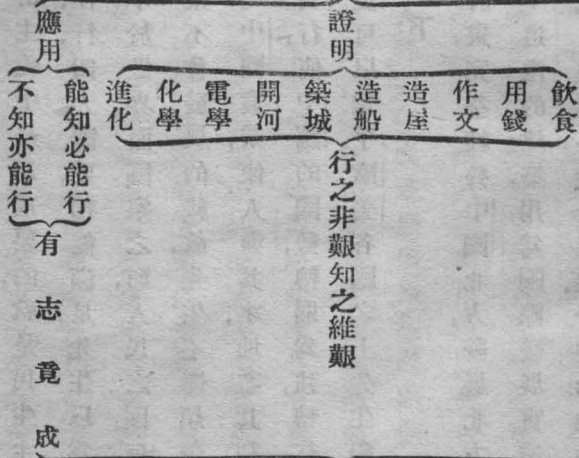 證明
飲食
用錢
作文
造屋
造船
築城
開河
電學
化學
進化
行之非艱知之維艱
應用
能知必能行
不知亦能行
有志竟成